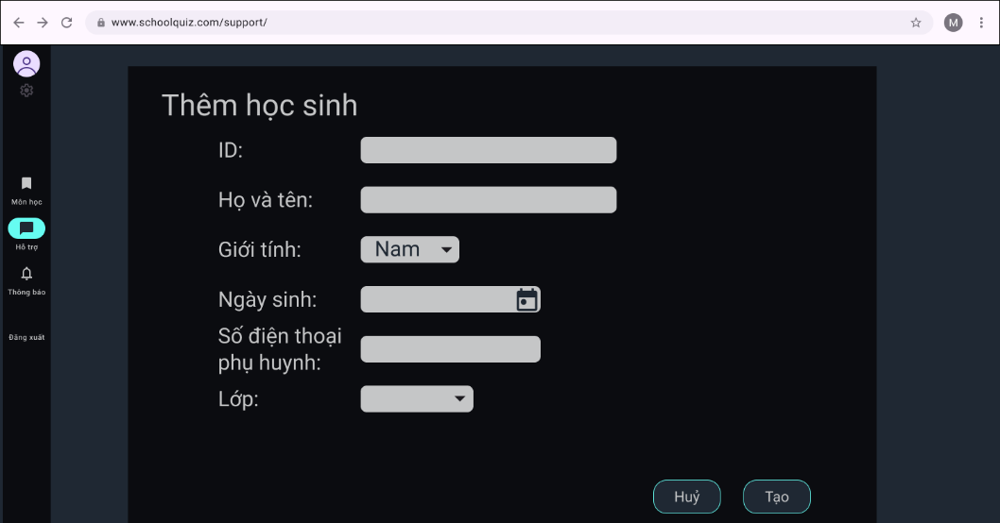 www.schoolquiz.com/support/
M
Thêm học sinh
ID:
Họ và tên:
Giới tính:
Nam
Ngày sinh:
Số điện thoại
phụ huynh:
Lớp:
Huỷ
Tạo
Môn học
Hỗ trợ
Thông báo
Đăng xuất